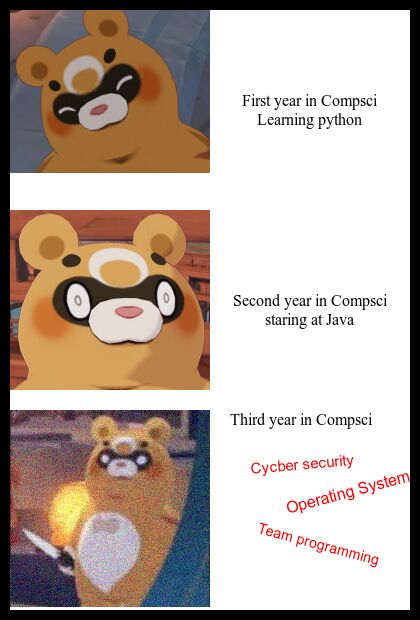 First year in Compsci
Learning python
Second year in Compsci
staring at Java
Third year in Compsci
Cycber security
Operating System
Team programming